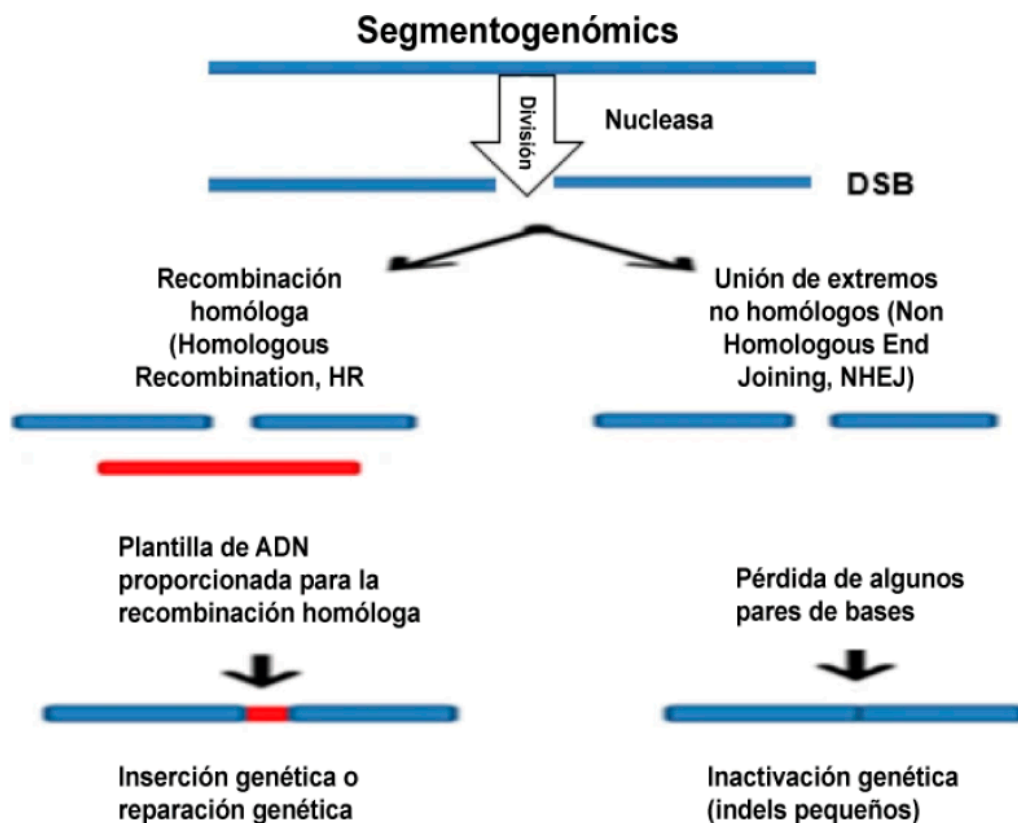 Segmentogenómics
División
Nucleasa
DSB
Recombinación
homóloga
(Homologous
Recombination, HR
Unión de extremos
no homólogos (Non
Homologous End
Joining, NHEJ)
Plantilla de ADN
proporcionada para la
recombinación homóloga
Pérdida de algunos
pares de bases
Inserción genética o
reparación genética
Inactivación genética
(indels pequeños)